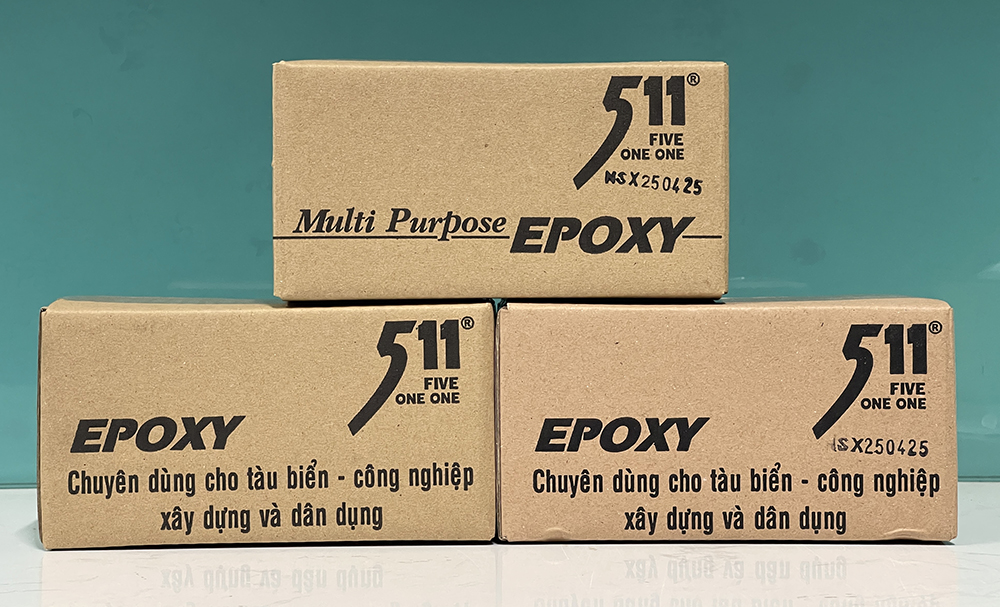 511®
FIVE
ONE ONE
NSX250425
Multi Purpose EPOXY
511®
FIVE
ONE ONE
EPOXY
Chuyên dùng cho tàu biển - công nghiệp
xây dựng và dân dụng
511®
FIVE
ONE ONE
SX250425
EPOXY
Chuyên dùng cho tàu biển - công nghiệp
xây dựng và dân dụng